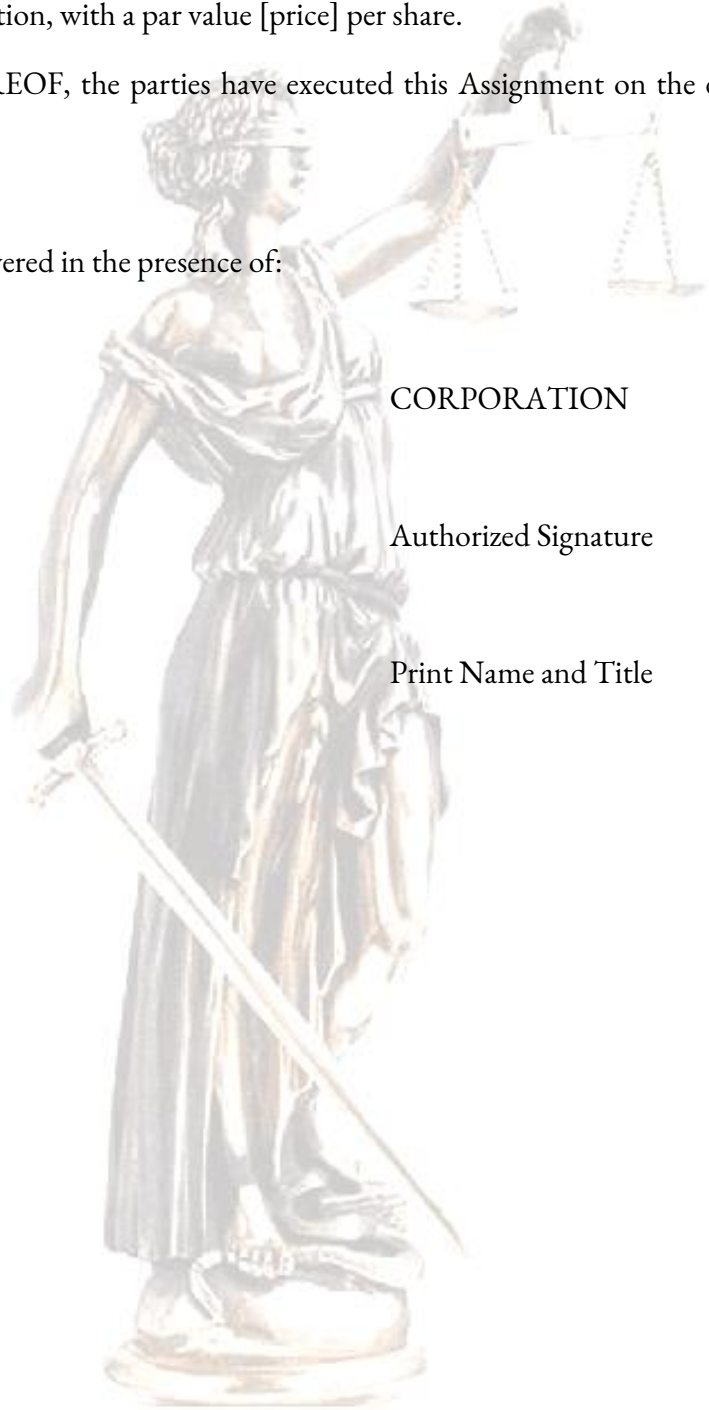 tion, with a par value [price] per share.
REOF, the parties have executed this Assignment on the
vered in the presence of:
CORPORATION
Authorized Signature
Print Name and Title